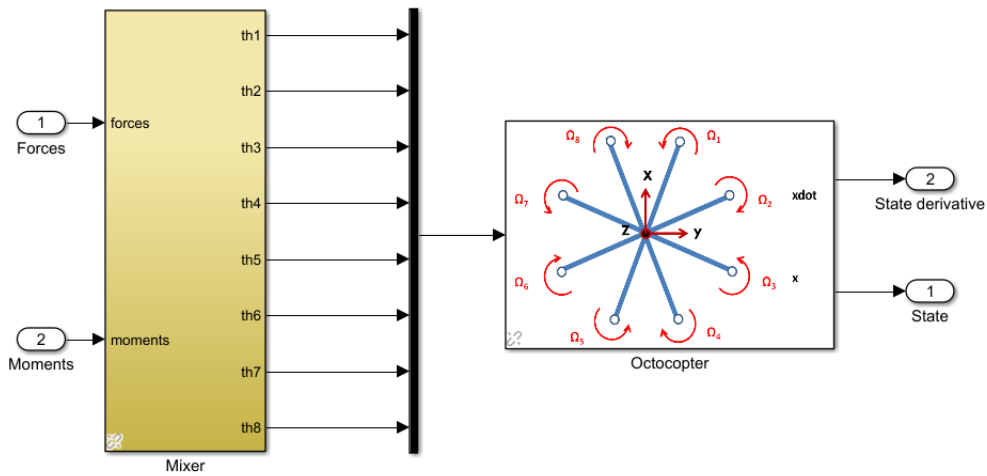 1
Forces
2
Moments
forces
moments
th1
th2
th3
th4
th5
th6
th7
th8
Mixer
Ω8
Ω1
Ω7
X
Ω2
Z
y
Ω6
Ω3
Ω5
Ω4
xdot
x
Octocopter
2
State derivative
1
State